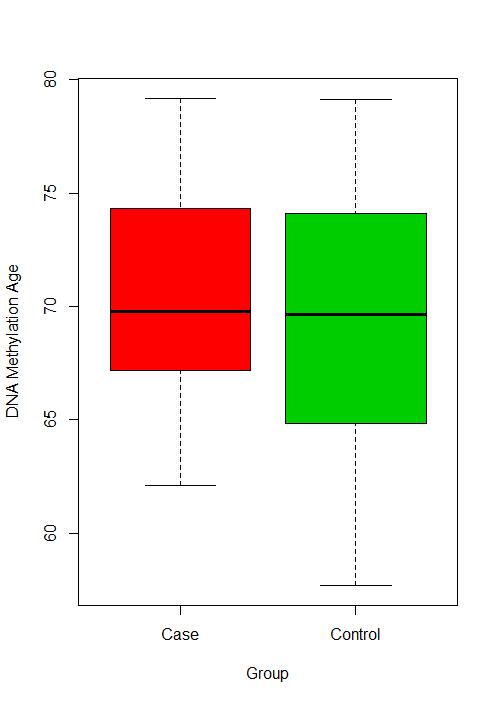 80
75
70
65
60
DNA Methylation Age
Case
Control
Group